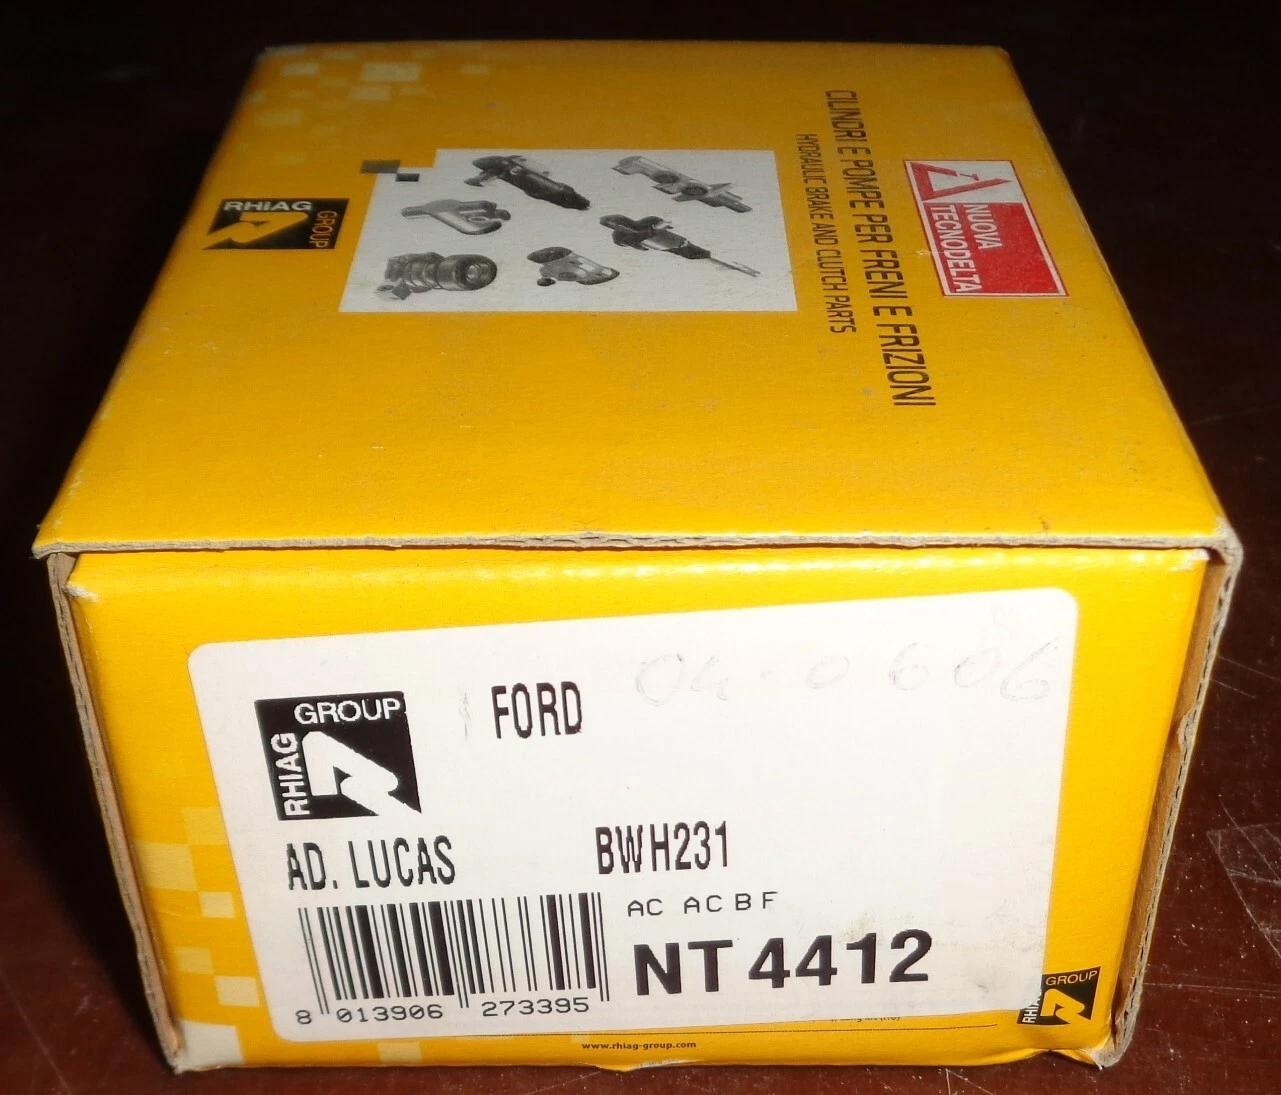 RHIAG
GROUP
CILINDRI E POMPE PER FRENI E FRIZIONI
HYDRAULIC BRAKE AND CLUTCH PARTS
NUOVA
TECNODELTA
RHIAG
GROUP
FORD
04-0606
AD. LUCAS
BWH231
AC ACBF
NT 4412
8 013906 273395
RHIAG
GROUP
www.rhiag-group.com